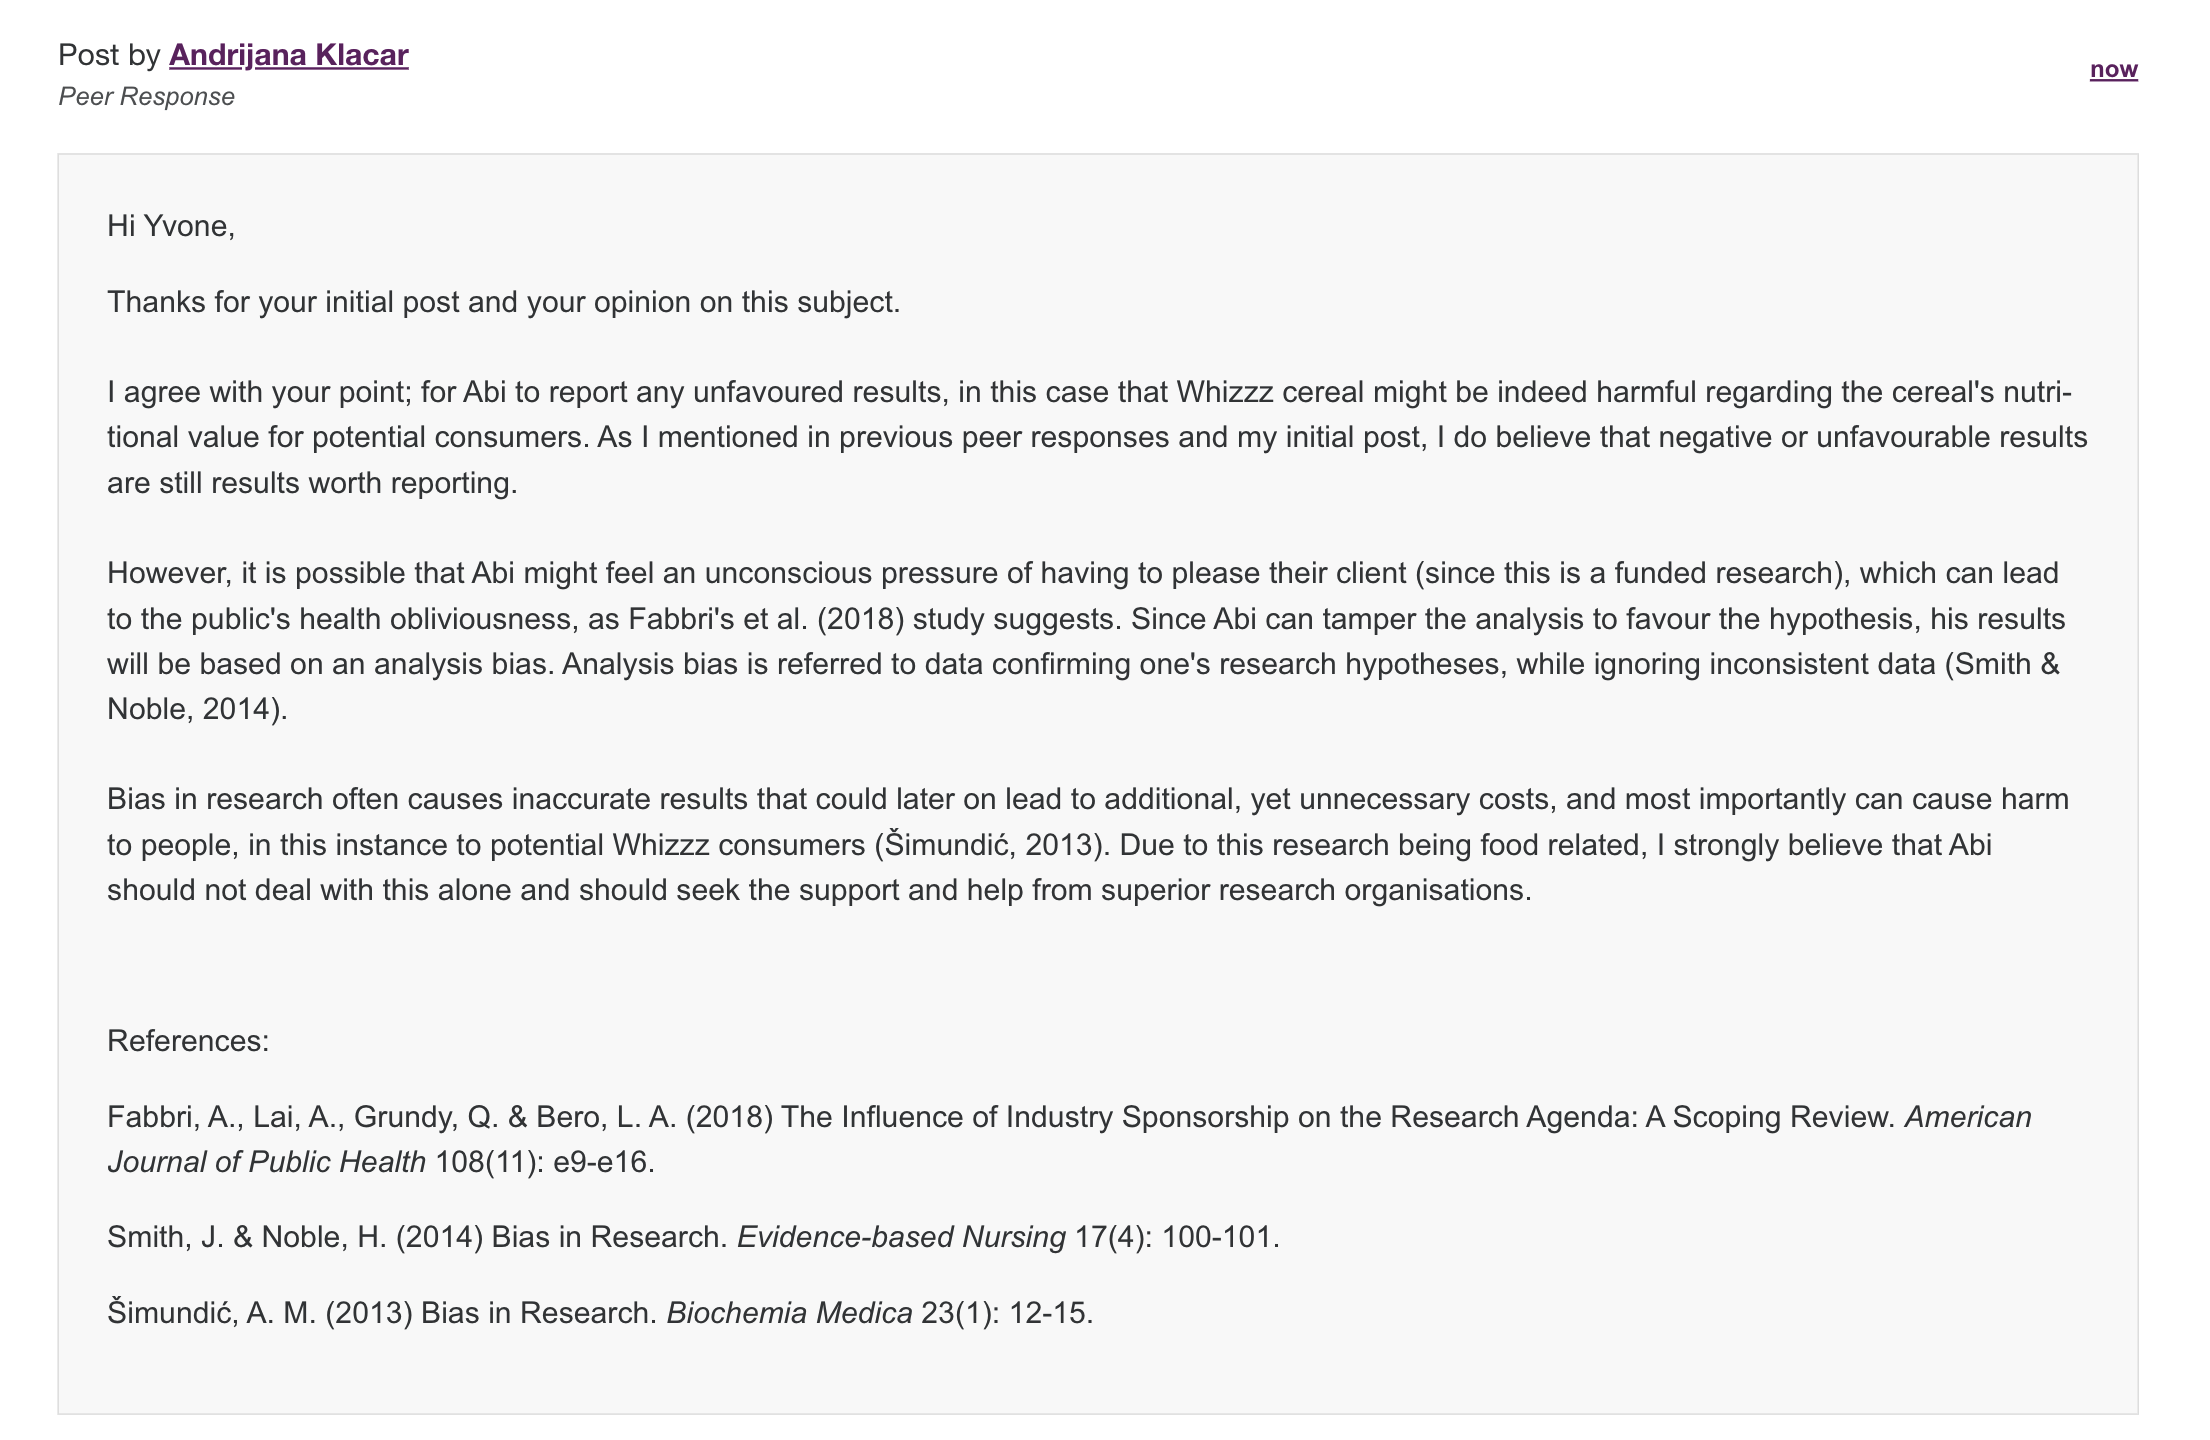 Post by Andrijana Klacar
now
Peer Response
Hi Yvone,
Thanks for your initial post and your opinion on this subject.
I agree with your point; for Abi to report any unfavoured results, in this case that Whizzz cereal might be indeed harmful regarding the cereal's nutri-
tional value for potential consumers. As I mentioned in previous peer responses and my initial post, I do believe that negative or unfavourable results
are still results worth reporting.
However, it is possible that Abi might feel an unconscious pressure of having to please their client (since this is a funded research), which can lead
to the public's health obliviousness, as Fabbri's et al. (2018) study suggests. Since Abi can tamper the analysis to favour the hypothesis, his results
will be based on an analysis bias. Analysis bias is referred to data confirming one's research hypotheses, while ignoring inconsistent data (Smith &
Noble, 2014).
Bias in research often causes inaccurate results that could later on lead to additional, yet unnecessary costs, and most importantly can cause harm
to people, in this instance to potential Whizzz consumers (Šimundić, 2013). Due to this research being food related, I strongly believe that Abi
should not deal with this alone and should seek the support and help from superior research organisations.
References:
Fabbri, A., Lai, A., Grundy, Q. & Bero, L. A. (2018) The Influence of Industry Sponsorship on the Research Agenda: A Scoping Review. American
Journal of Public Health 108(11): e9-e16.
Smith, J. & Noble, H. (2014) Bias in Research. Evidence-based Nursing 17(4): 100-101.
Šimundić, A. M. (2013) Bias in Research. Biochemia Medica 23(1): 12-15.